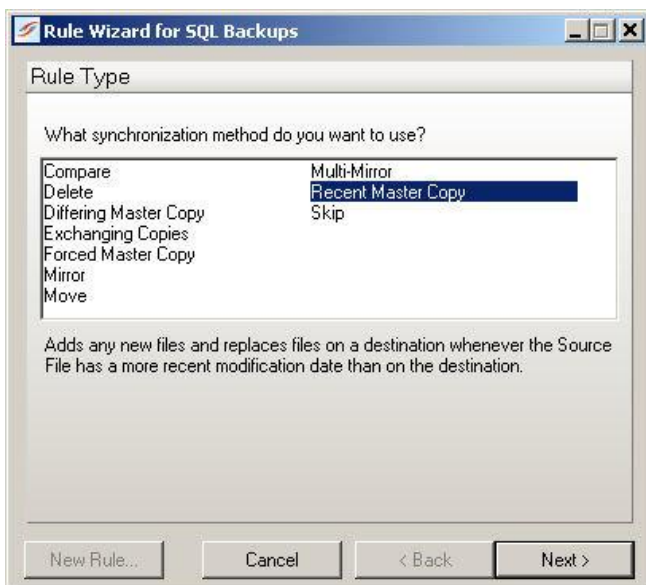 Rule Wizard for SQL Backups
Rule Type
What synchronization method do you want to use?
Compare
Delete
Differing Master Copy
Exchanging Copies
Forced Master Copy
Mirror
Move
Multi-Mirror
Recent Master Copy
Skip
Adds any new files and replaces files on a destination whenever the Source
File has a more recent modification date than on the destination.
New Rule... Cancel < Back Next >